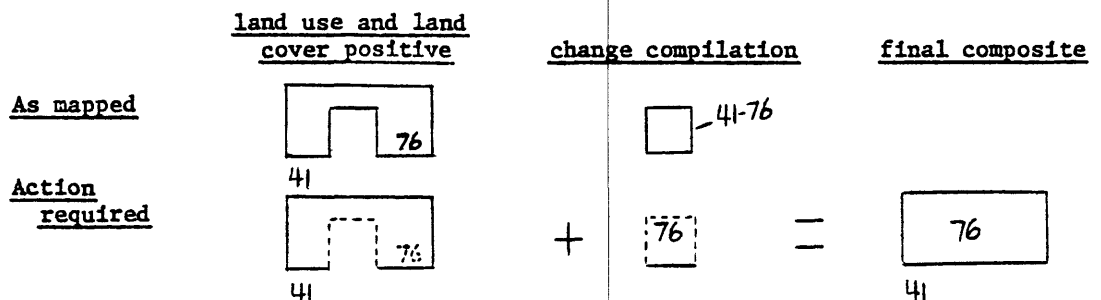 land use and land
cover positive
change compilation
final composite
As mapped
76
41-76
41
Action
required
76
+
76
=
76
41
41